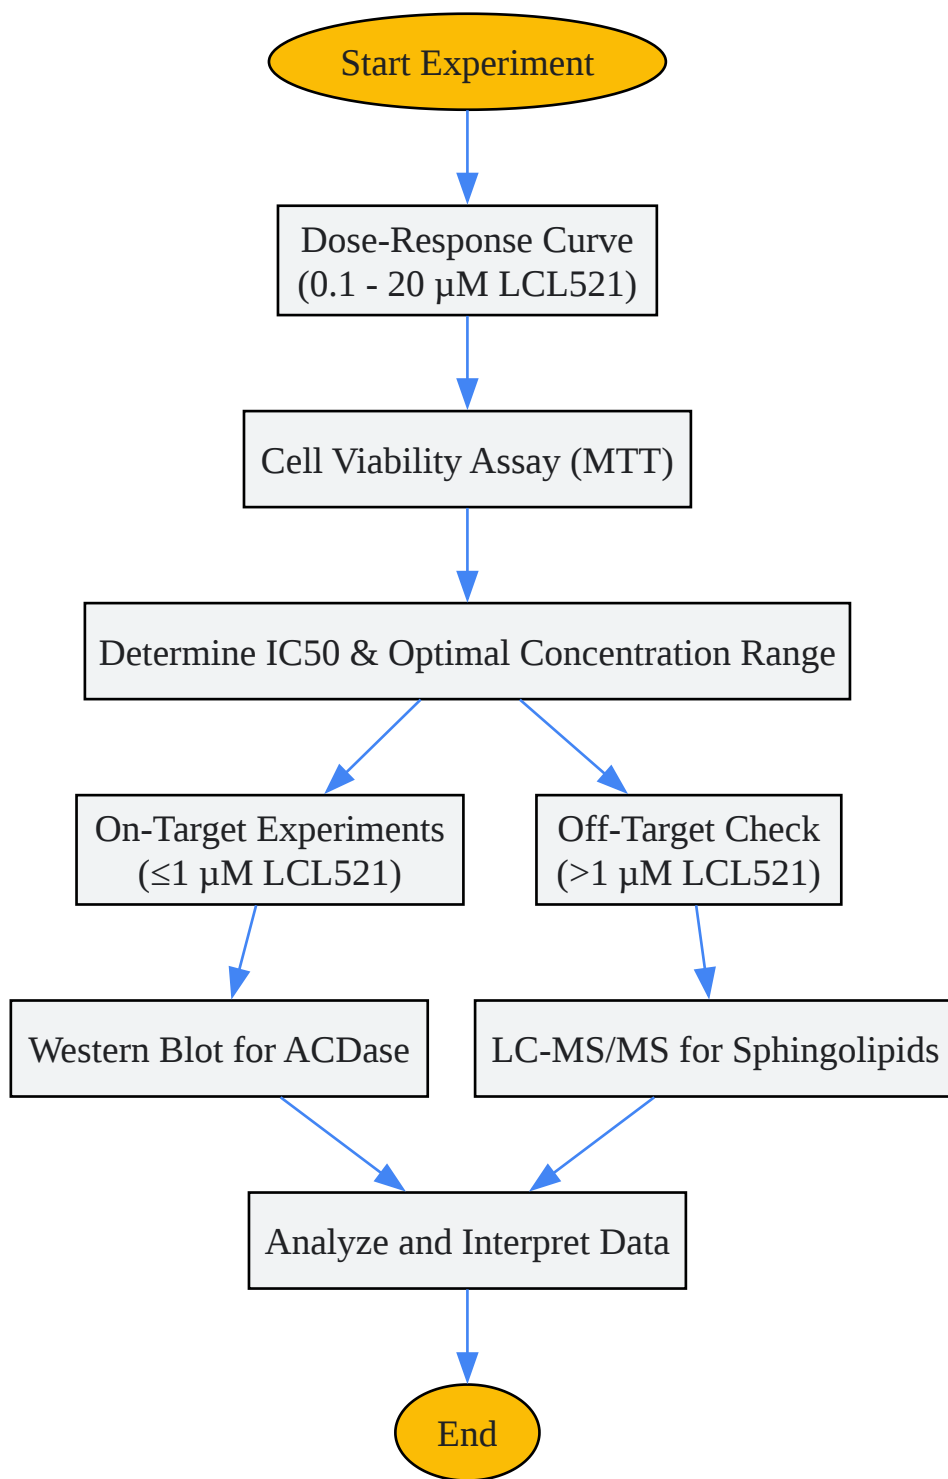 Start Experiment
Dose-Response Curve
(0.1 - 20 µM LCL521)
Cell Viability Assay (MTT)
Determine IC50 & Optimal Concentration Range
On-Target Experiments
(≤1 µM LCL521)
Off-Target Check
(>1 µM LCL521)
Western Blot for ACDase
LC-MS/MS for Sphingolipids
Analyze and Interpret Data
End